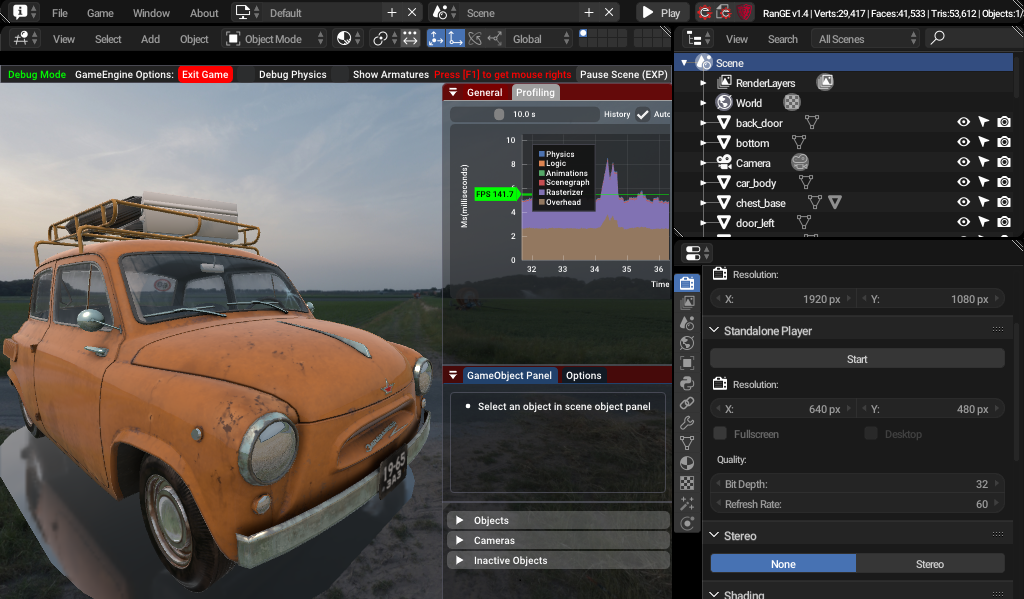 File Game Window About Default Scene Play RanGE v1.4 | Verts:29,417 | Faces:41,533 | Tris:53,612 | Objects:1/
View Select Add Object Object Mode Global
View Search All Scenes
Debug Mode GameEngine Options: Exit Game Debug Physics Show Armatures Press [F1] to get mouse rights Pause Scene (EXP)
General Profiling
10.0 s History Auto
Ms(milliseconds)
10
8
6
4
2
0
FPS 141.7
Physics
Logic
Animations
Scenegraph
Rasterizer
Overhead
32 33 34 35 36
Time
19-65
ЗАЗ
GameObject Panel Options
Select an object in scene object panel
Objects
Cameras
Inactive Objects
Scene
RenderLayers
World
back_door
bottom
Camera
car_body
chest_base
door_left
Resolution:
X: 1920 px Y: 1080 px
Standalone Player
Start
Resolution:
X: 640 px Y: 480 px
Fullscreen Desktop
Quality:
Bit Depth: 32
Refresh Rate: 60
Stereo
None Stereo
Shading